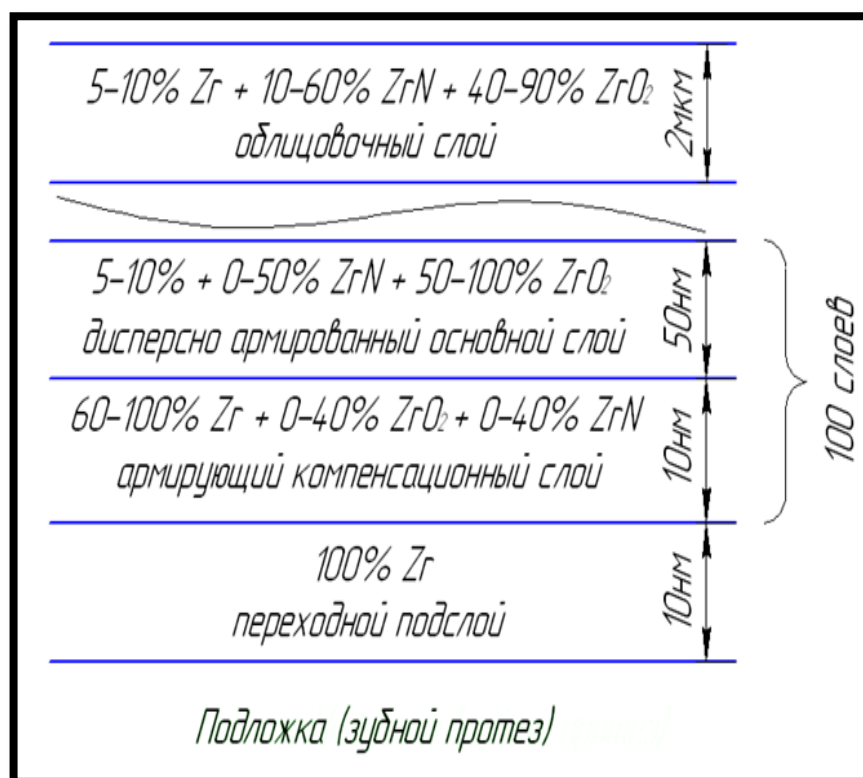 5-10% Zr + 10-60% ZrN + 40-90% ZrO₂
облицовочный слой
2мкм
5-10% + 0-50% ZrN + 50-100% ZrO₂
дисперсно армированный основной слой
50нм
60-100% Zr + 0-40% ZrO₂ + 0-40% ZrN
армирующий компенсационный слой
10нм
100 слоев
100% Zr
переходной подслой
10нм
Подложка (зубной протез)